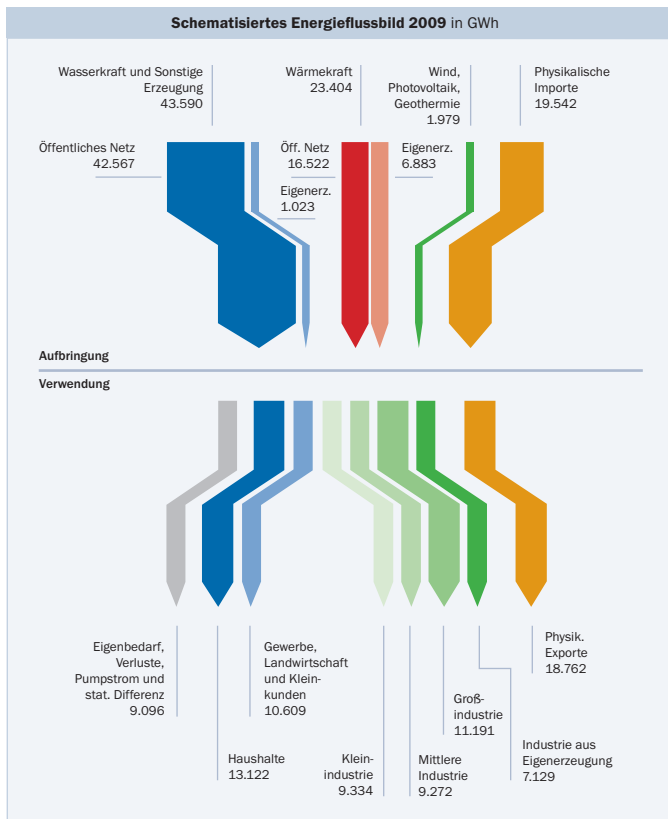 Schematisiertes Energieflussbild 2009 in GWh
Wasserkraft und Sonstige
Erzeugung
43.590
Wärmekraft
23.404
Wind,
Photovoltaik,
Geothermie
1.979
Physikalische
Importe
19.542
Öffentliches Netz
42.567
Öff. Netz
16.522
Eigenerz.
6.883
Eigenerz.
1.023
Aufbringung
Verwendung
Eigenbedarf,
Verluste,
Pumpstrom und
stat. Differenz
9.096
Haushalte
13.122
Gewerbe,
Landwirtschaft
und Klein-
kunden
10.609
Klein-
industrie
9.334
Mittlere
Industrie
9.272
Groß-
industrie
11.191
Industrie aus
Eigenerzeugung
7.129
Physik.
Exporte
18.762